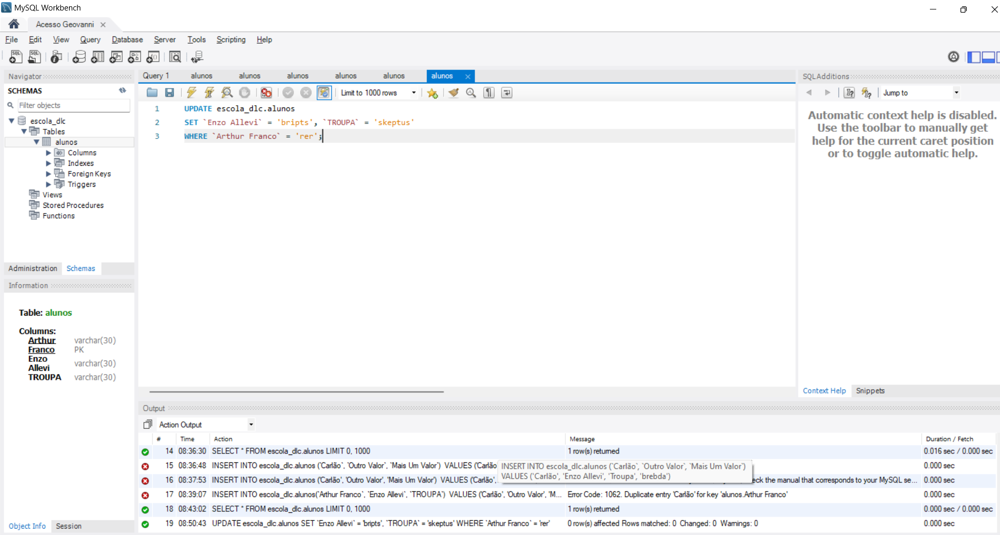 MySQL Workbench
Acesso Geovanni
File Edit View Query Database Server Tools Scripting Help
Navigator
SCHEMAS
Filter objects
escola_dlc
Tables
alunos
Columns
Indexes
Foreign Keys
Triggers
Views
Stored Procedures
Functions
Administration Schemas
Information
Table: alunos
Columns:
Arthur Franco varchar(30) PK
Enzo Allevi varchar(30)
TROUPA varchar(30)
Object Info Session
Query 1 alunos alunos alunos alunos alunos alunos
Limit to 1000 rows
1 UPDATE escola_dlc.alunos
2 SET `Enzo Allevi` = 'bripts', `TROUPA` = 'skeptus'
3 WHERE `Arthur Franco` = 'rer';
SQLAdditions
Jump to
Automatic context help is disabled.
Use the toolbar to manually get
help for the current caret position
or to toggle automatic help.
Context Help Snippets
Output
Action Output
# Time Action Message Duration / Fetch
14 08:36:30 SELECT * FROM escola_dlc.alunos LIMIT 0, 1000 1 row(s) returned 0.016 sec / 0.000 sec
15 08:36:48 INSERT INTO escola_dlc.alunos (`Carlão`, `Outro Valor`, `Mais Um Valor`) VALUES ('Carlão 0.000 sec
INSERT INTO escola_dlc.alunos (`Carlão`, `Outro Valor`, `Mais Um Valor`)
VALUES ('Carlão', 'Enzo Allevi', 'Troupa', 'brebda')
16 08:37:53 INSERT INTO escola_dlc.alunos ('Carlão', 'Outro Valor', 'Mais Um Valor') VALUES ('Carlão', eck the manual that corresponds to your MySQL se... 0.000 sec
17 08:39:07 INSERT INTO escola_dlc.alunos(`Arthur Franco`, `Enzo Allevi`, `TROUPA`) VALUES ('Carlão', 'Outro Valor', 'M... Error Code: 1062. Duplicate entry 'Carlão' for key 'alunos.Arthur Franco' 0.000 sec
18 08:43:02 SELECT * FROM escola_dlc.alunos LIMIT 0, 1000 1 row(s) returned 0.000 sec / 0.000 sec
19 08:50:43 UPDATE escola_dlc.alunos SET `Enzo Allevi` = 'bripts', `TROUPA` = 'skeptus' WHERE `Arthur Franco` = 'rer' 0 row(s) affected Rows matched: 0 Changed: 0 Warnings: 0 0.000 sec